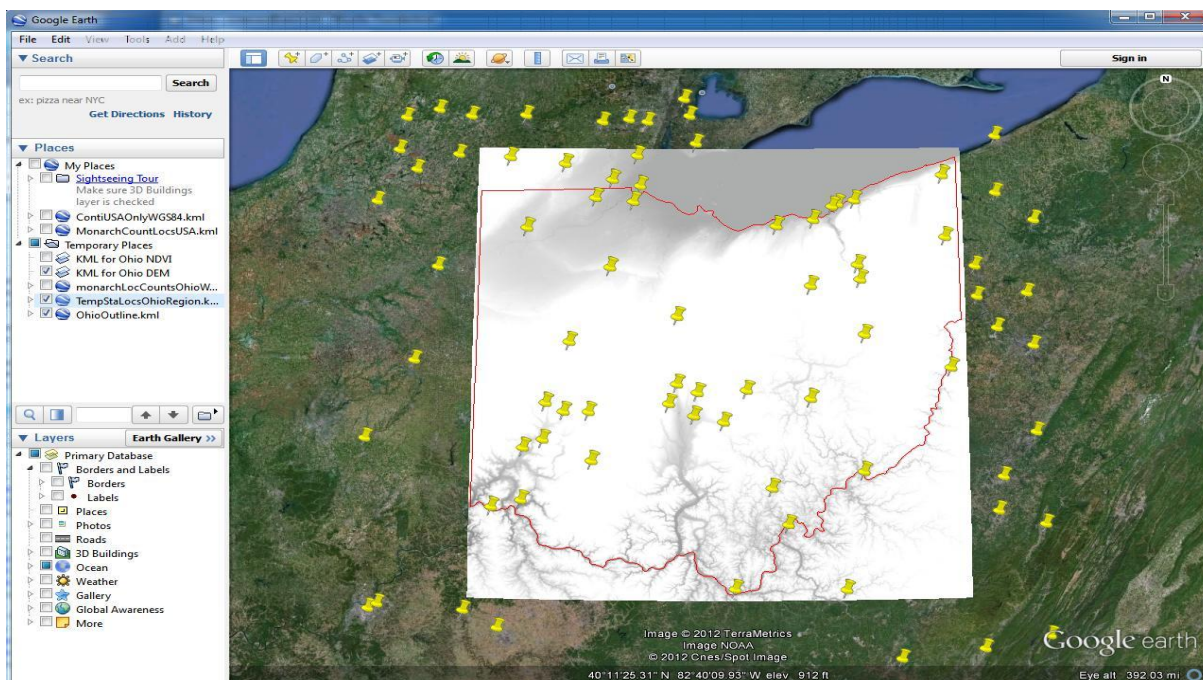 Google Earth
File Edit View Tools Add Help
Search
Search
ex: pizza near NYC
Get Directions History
Places
My Places
Sightseeing Tour
Make sure 3D Buildings
layer is checked
ContiUSAOnlyWGS84.kml
MonarchCountLocsUSA.kml
Temporary Places
KML for Ohio NDVI
KML for Ohio DEM
monarchLocCountsOhioW...
TempStaLocsOhioRegion.k...
OhioOutline.kml
Layers
Earth Gallery >>
Primary Database
Borders and Labels
Borders
Labels
Places
Photos
Roads
3D Buildings
Ocean
Weather
Gallery
Global Awareness
More
Sign in
N
Image © 2012 TerraMetrics
Image NOAA
© 2012 Cnes/Spot Image
Google earth
40°11'25.31" N 82°40'09.93" W elev 912 ft
Eye alt 392.03 mi